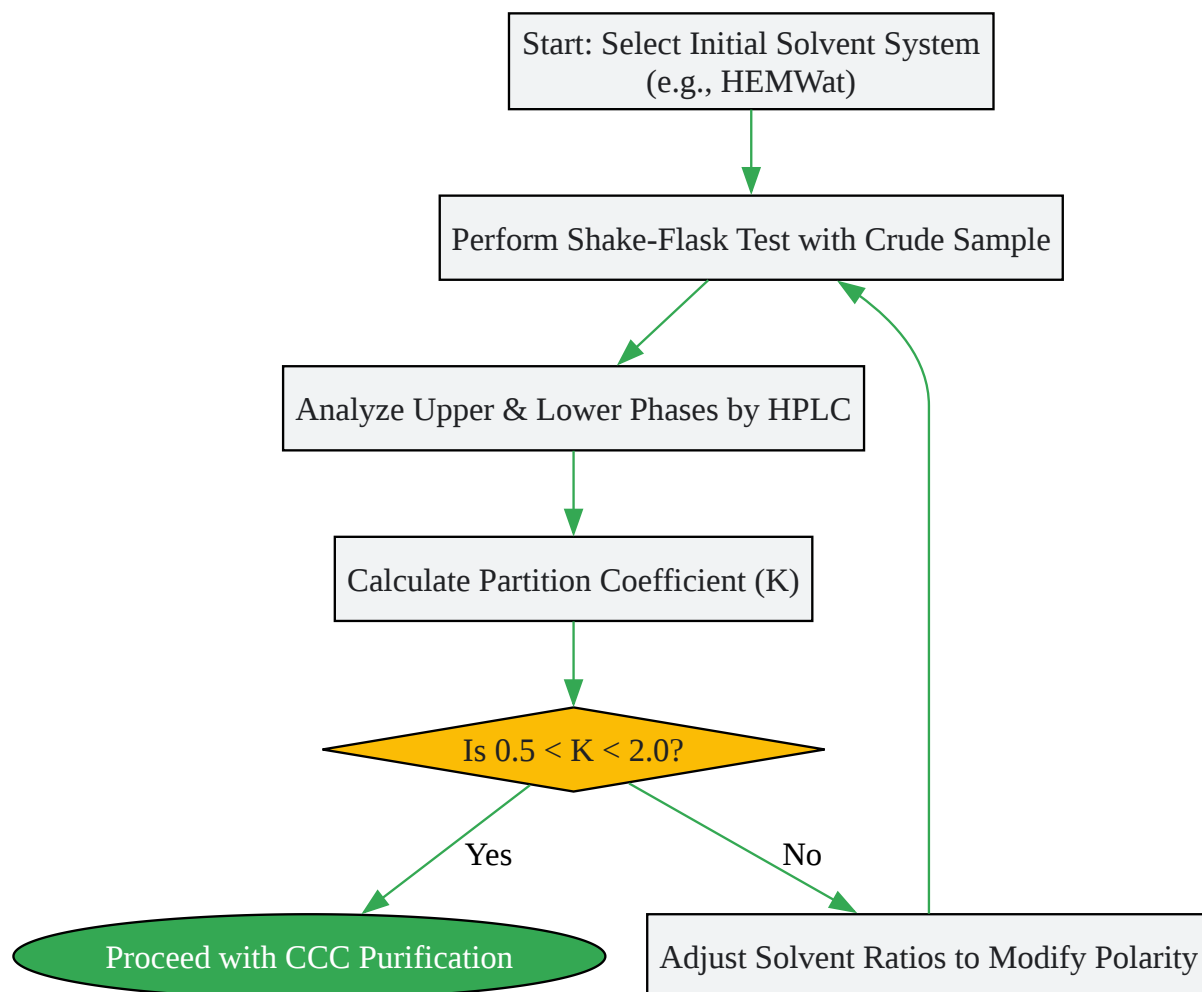 Start: Select Initial Solvent System
(e.g., HEMWat)
Perform Shake-Flask Test with Crude Sample
Analyze Upper & Lower Phases by HPLC
Calculate Partition Coefficient (K)
Is 0.5 < K < 2.0?
Yes
No
Proceed with CCC Purification
Adjust Solvent Ratios to Modify Polarity